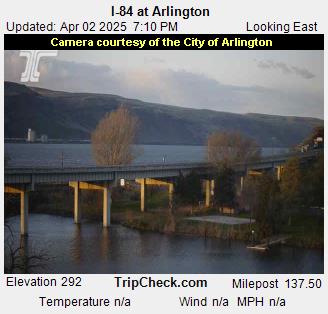 I-84 at Arlington
Updated: Apr 02 2025 7:10 PM Looking East
Camera courtesy of the City of Arlington
Elevation 292 TripCheck.com Milepost 137.50
Temperature n/a Wind n/a MPH n/a